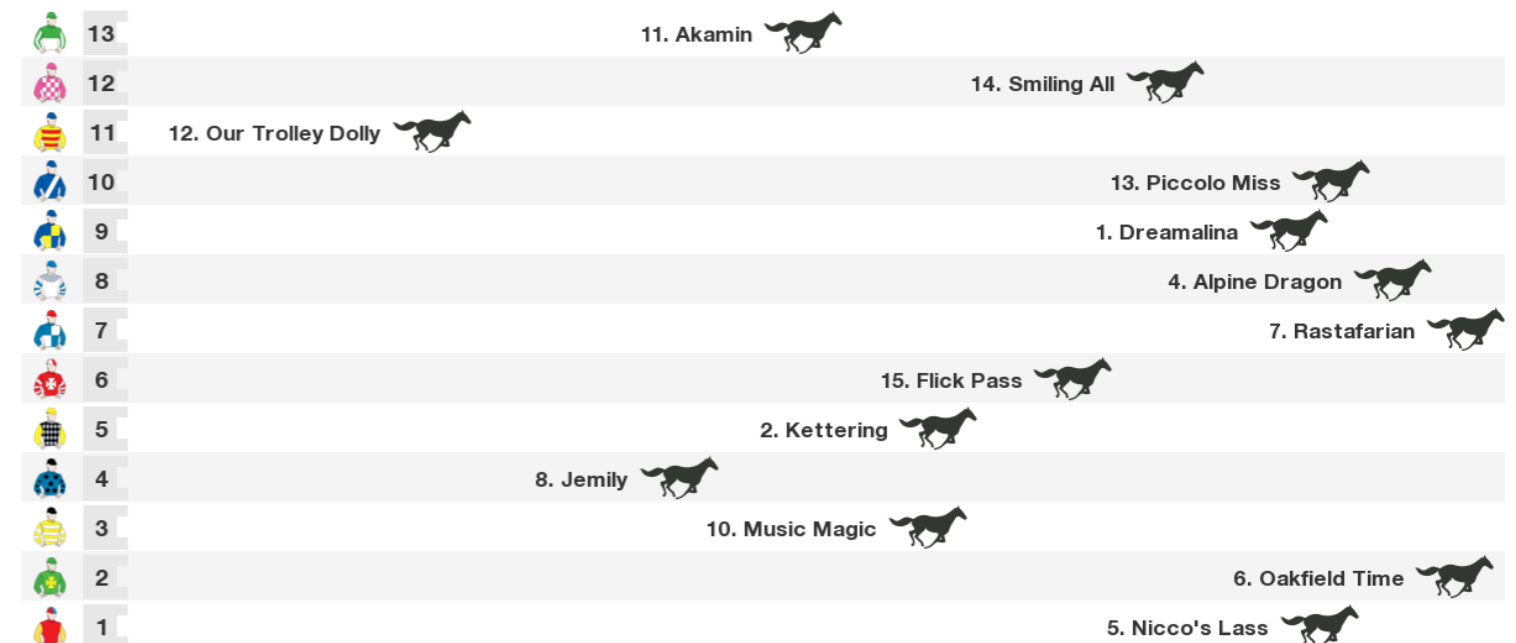 13 11. Akamin
12 14. Smiling All
11 12. Our Trolley Dolly
10 13. Piccolo Miss
9 1. Dreamalina
8 4. Alpine Dragon
7 7. Rastafarian
6 15. Flick Pass
5 2. Kettering
4 8. Jemily
3 10. Music Magic
2 6. Oakfield Time
1 5. Nicco's Lass